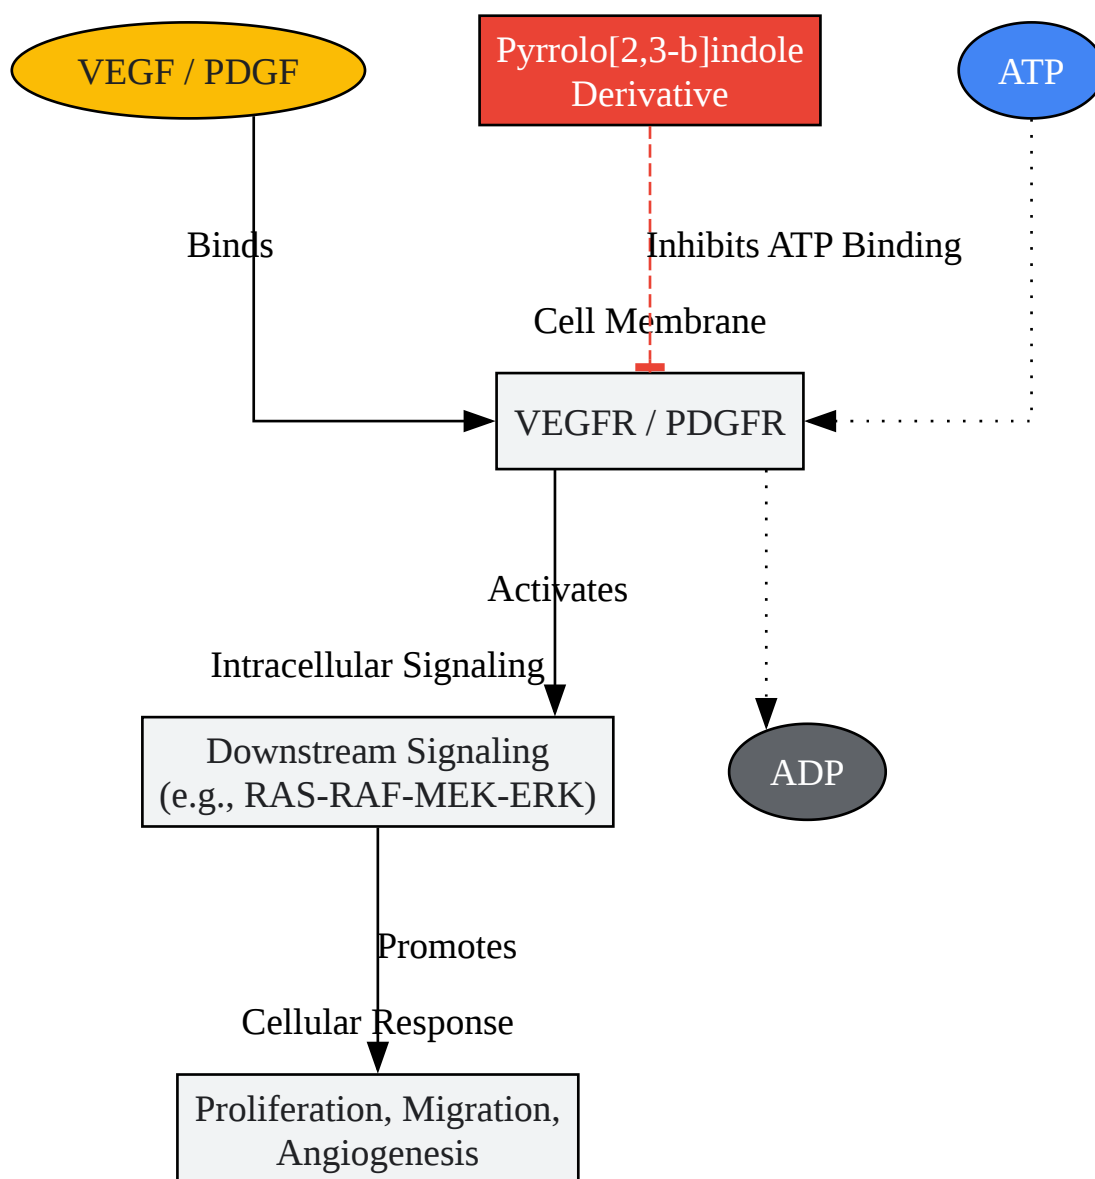 VEGF / PDGF
Pyrrolo[2,3-b]indole
Derivative
ATP
Binds
Inhibits ATP Binding
Cell Membrane
VEGFR / PDGFR
Activates
Intracellular Signaling
Downstream Signaling
(e.g., RAS-RAF-MEK-ERK)
ADP
Promotes
Cellular Response
Proliferation, Migration,
Angiogenesis